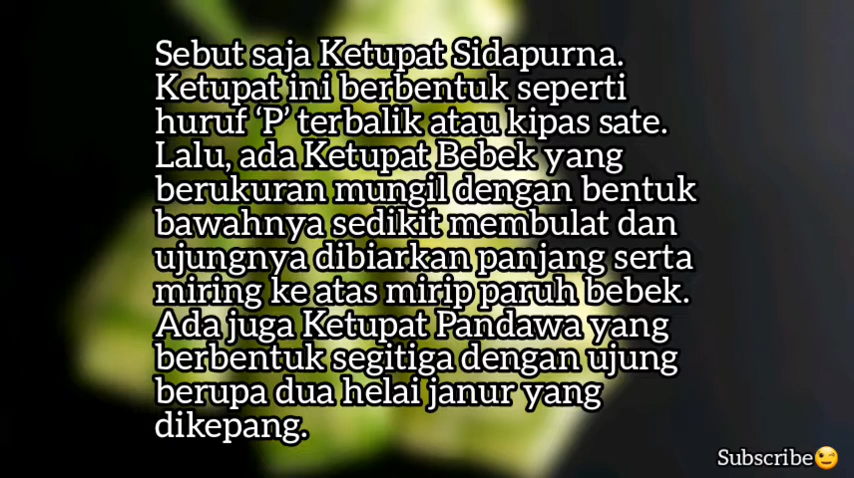 Sebut saja Ketupat Sidapurna.
Ketupat ini berbentuk seperti
huruf ‘P’ terbalik atau kipas sate.
Lalu, ada Ketupat Bebek yang
berukuran mungil dengan bentuk
bawahnya sedikit membulat dan
ujungnya dibiarkan panjang serta
miring ke atas mirip paruh bebek.
Ada juga Ketupat Pandawa yang
berbentuk segitiga dengan ujung
berupa dua helai janur yang
dikepang.
Subscribe😉